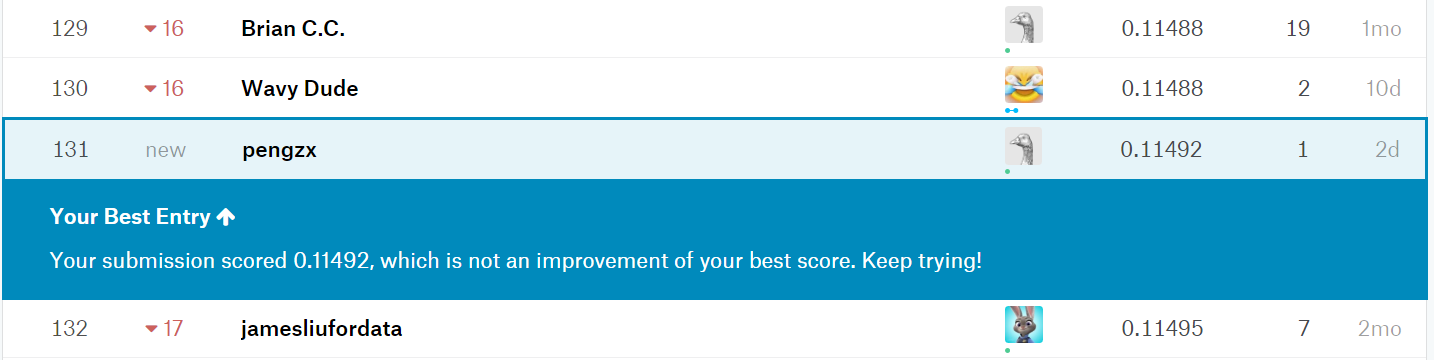 129 16 Brian C.C. 0.11488 19 1mo
130 16 Wavy Dude 0.11488 2 10d
131 new pengzx 0.11492 1 2d
Your Best Entry
Your submission scored 0.11492, which is not an improvement of your best score. Keep trying!
132 17 jamesliufordata 0.11495 7 2mo